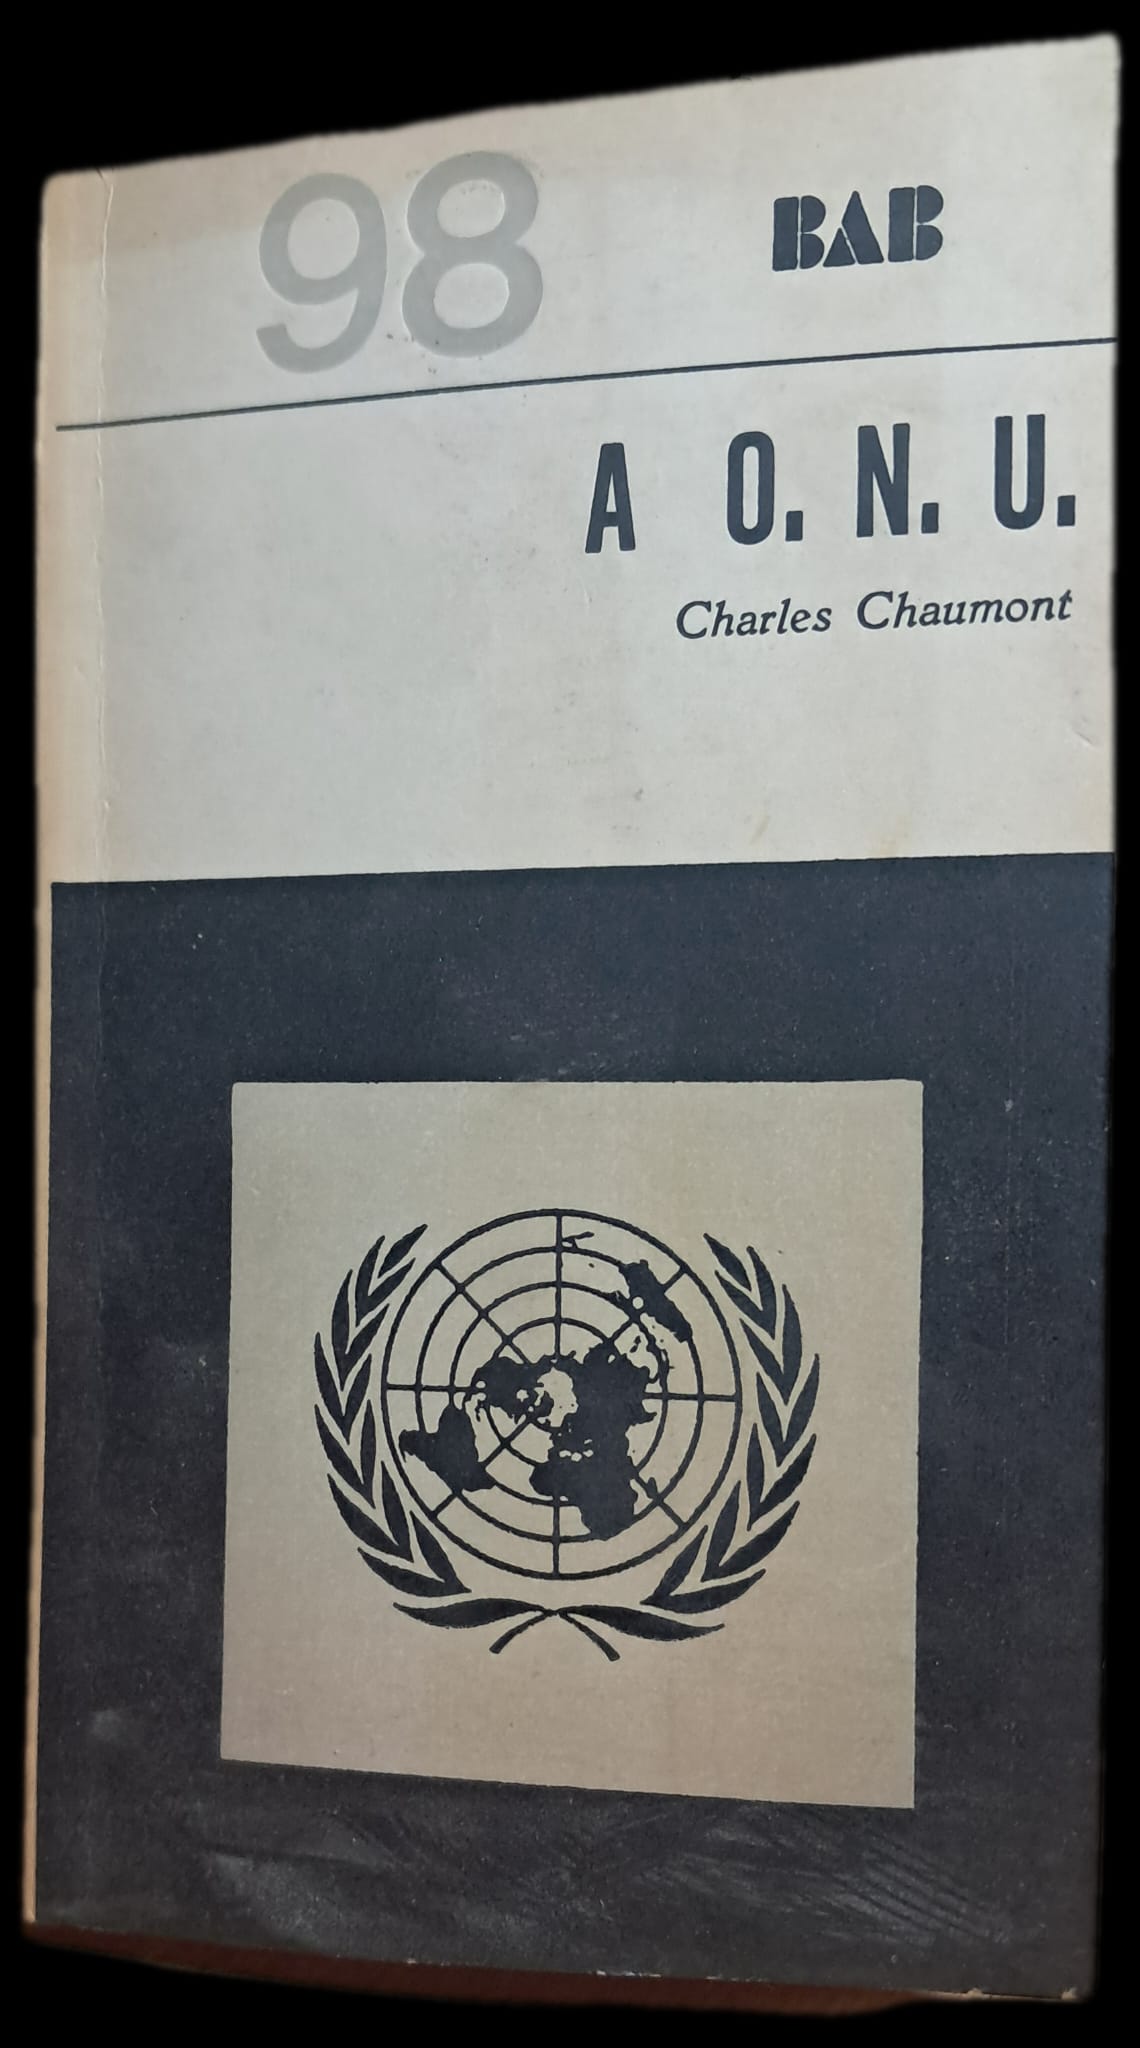 98 BAB
A O. N. U.
Charles Chaumont